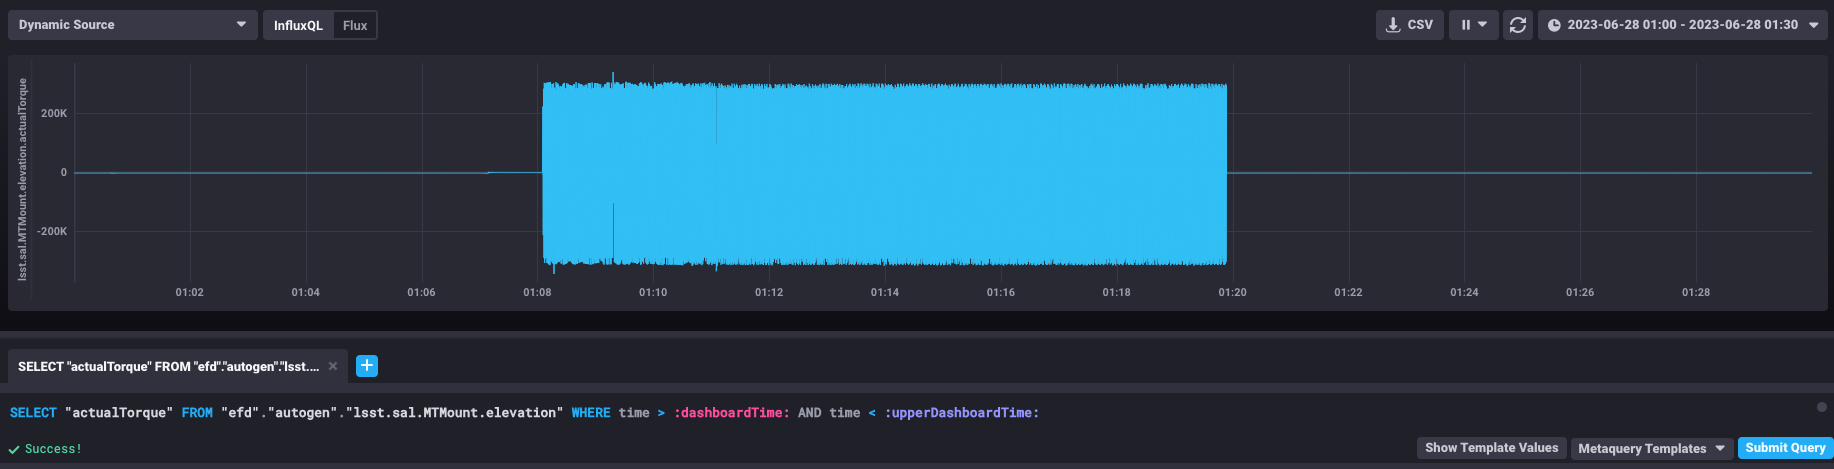 Dynamic Source InfluxQL Flux CSV 2023-06-28 01:00 - 2023-06-28 01:30
lsst.sal.MTMount.elevation.actualTorque
200K
0
-200K
01:02 01:04 01:06 01:08 01:10 01:12 01:14 01:16 01:18 01:20 01:22 01:24 01:26 01:28
SELECT "actualTorque" FROM "efd"."autogen"."lsst....
SELECT "actualTorque" FROM "efd"."autogen"."lsst.sal.MTMount.elevation" WHERE time > :dashboardTime: AND time < :upperDashboardTime:
Success! Show Template Values Metaquery Templates Submit Query